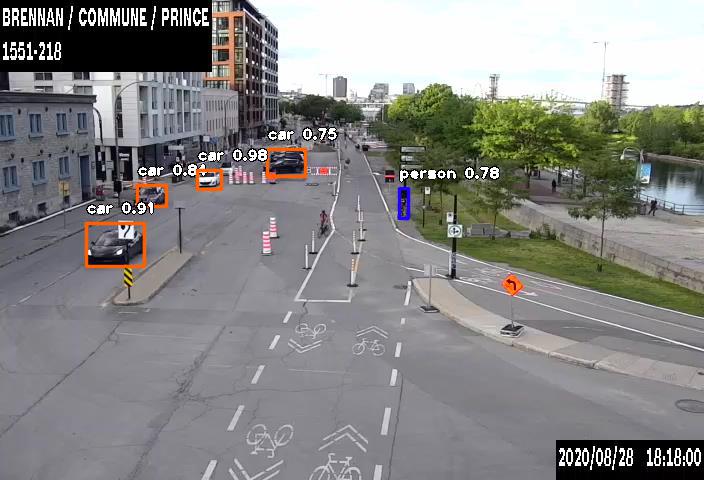 BRENNAN / COMMUNE / PRINCE
1551-218
car 0.75
car 0.98
car 0.84
person 0.78
car 0.91
2020/08/28 18:18:00